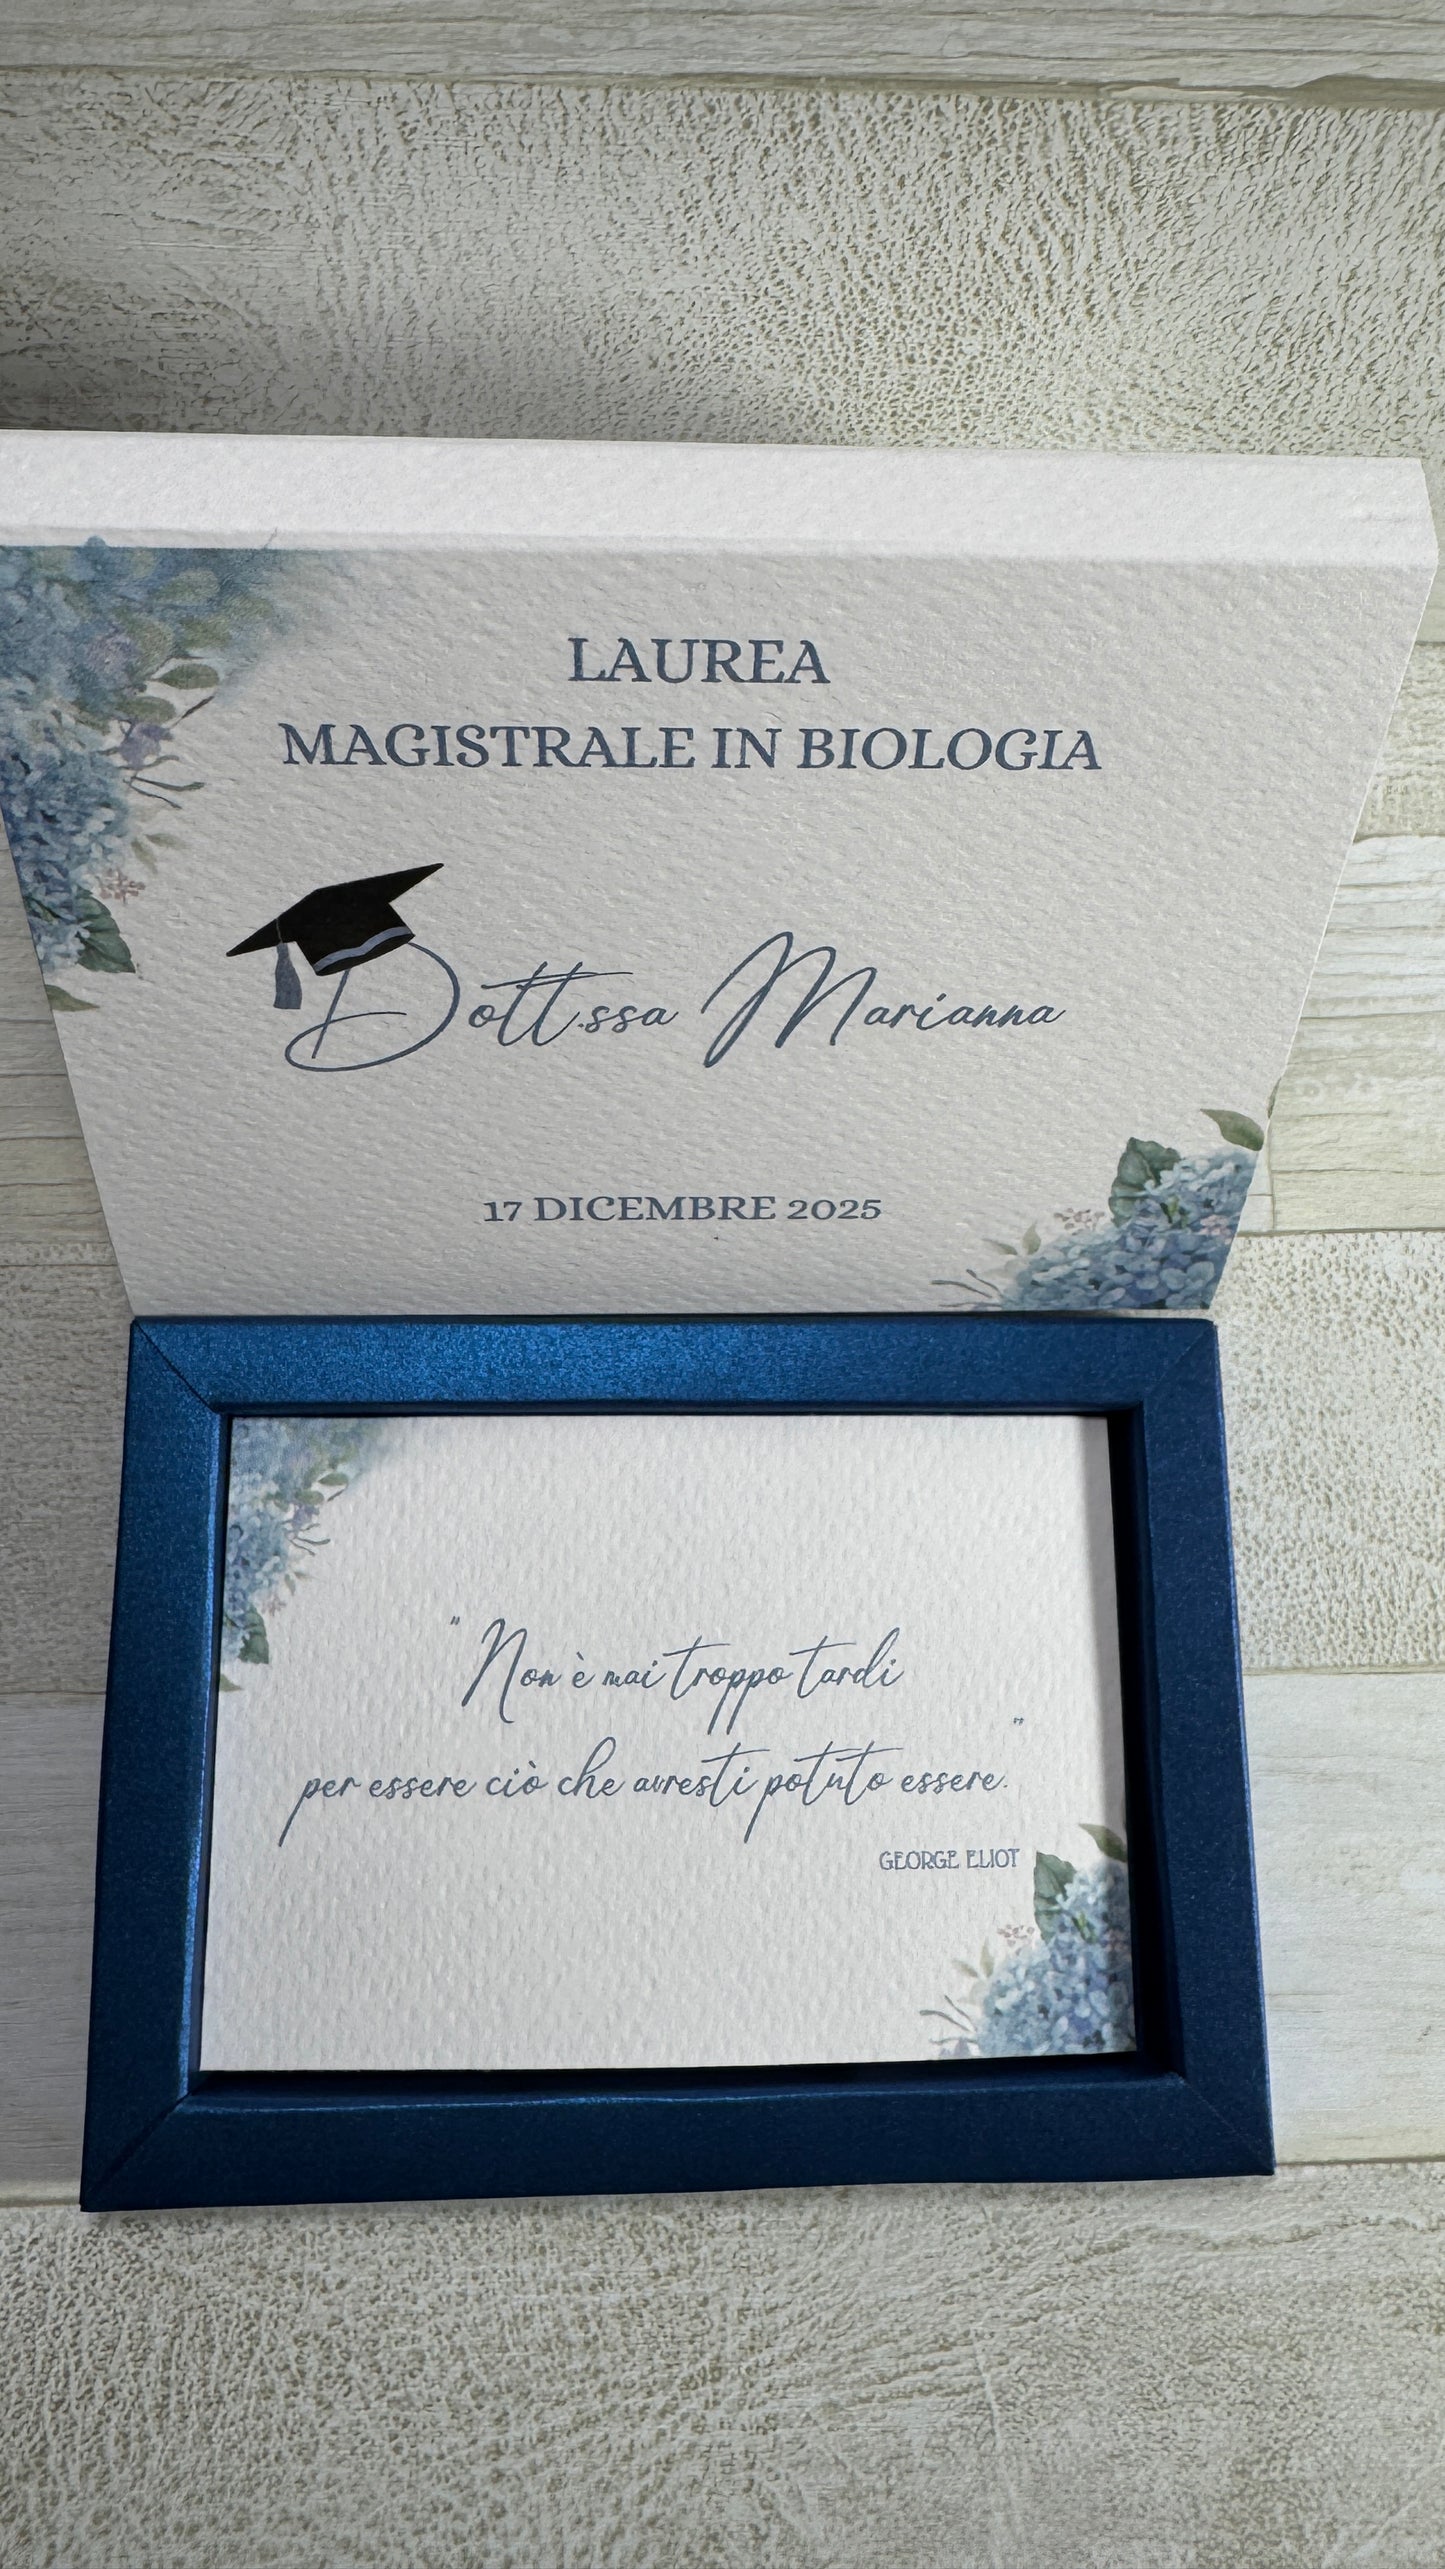 LAUREA
MAGISTRALE IN BIOLOGIA
Dott.ssa Marianna
17 DICEMBRE 2025
"Non è mai troppo tardi
per essere ciò che avresti potuto essere."
GEORGE ELIOT